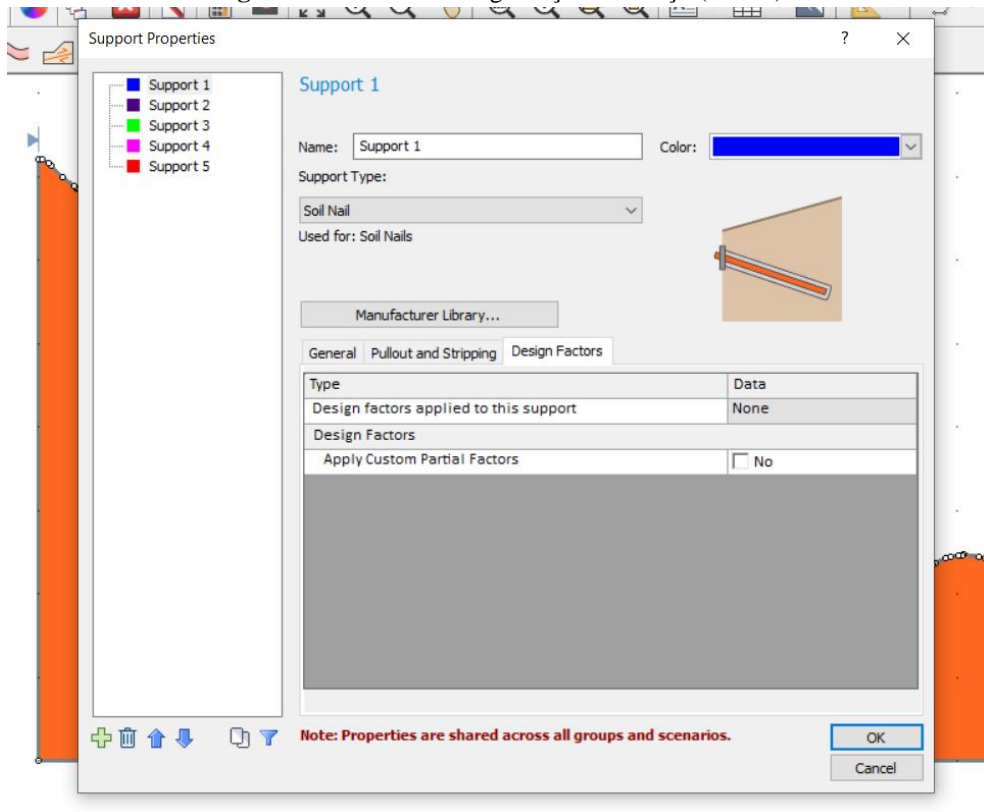 Support Properties
?
Support 1
Support 2
Support 3
Support 4
Support 5
Support 1
Name:
Support 1
Color:
Support Type:
Soil Nail
Used for: Soil Nails
Manufacturer Library...
General
Pullout and Stripping
Design Factors
Type
Data
Design factors applied to this support
None
Design Factors
Apply Custom Partial Factors
No
Note: Properties are shared across all groups and scenarios.
OK
Cancel